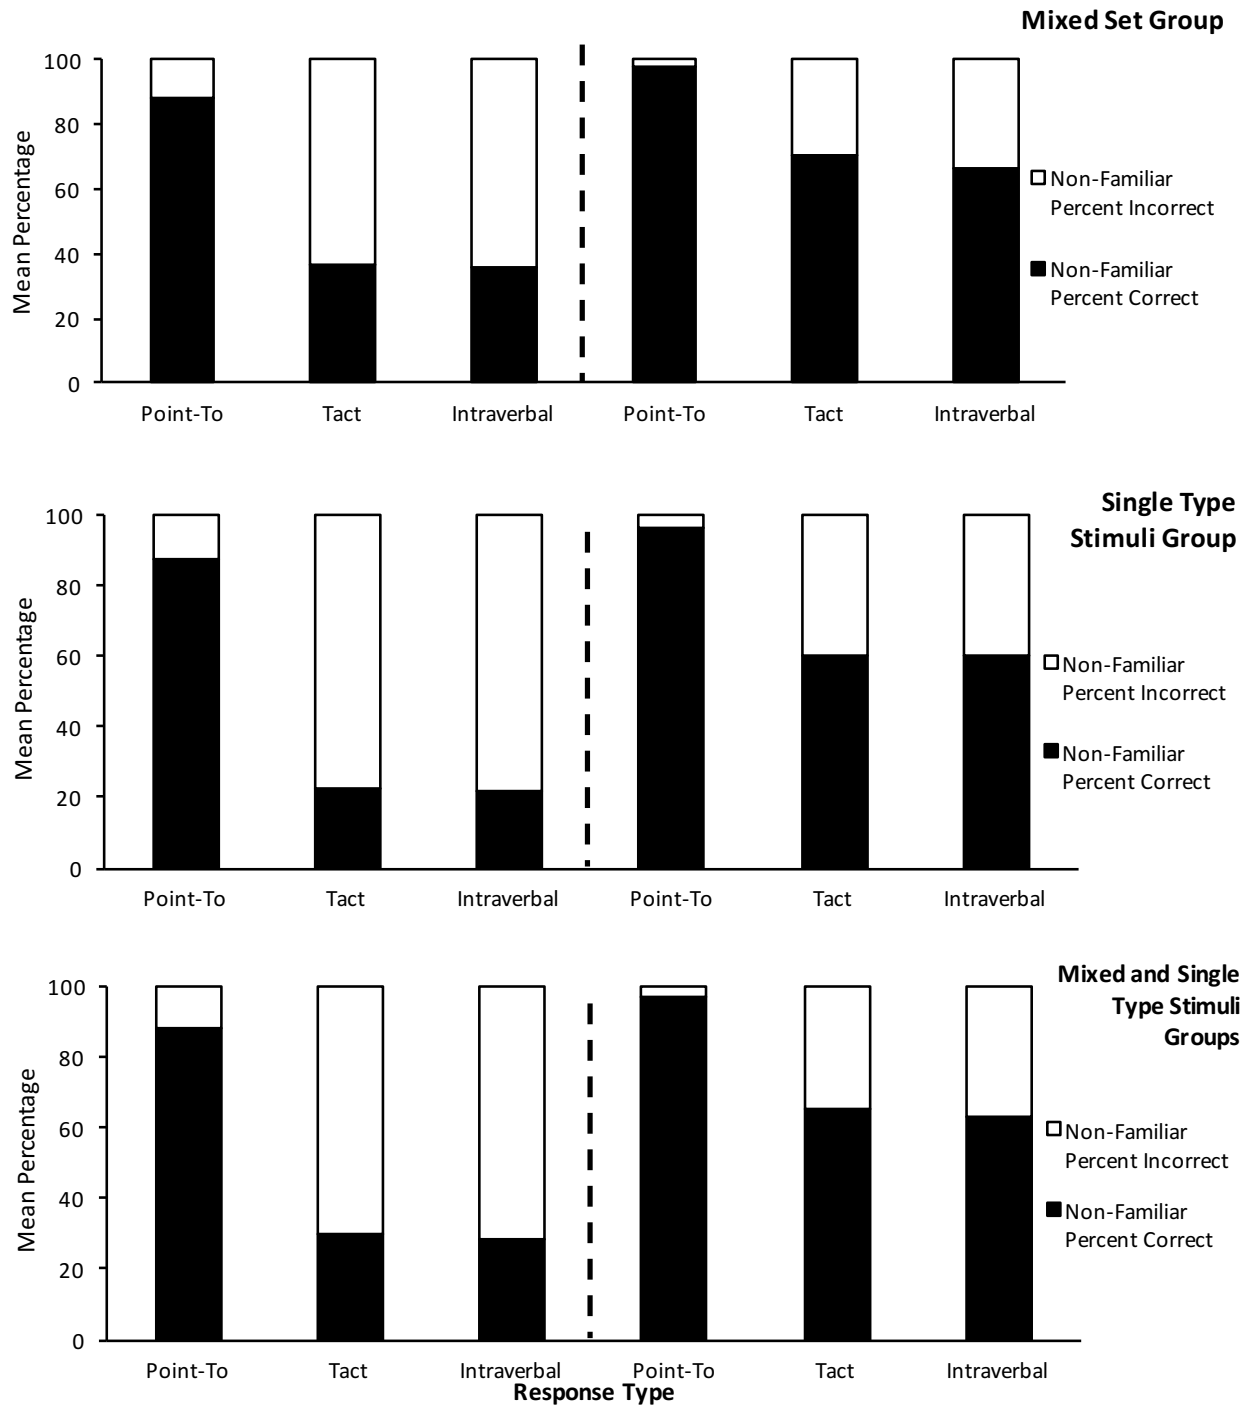 Mixed Set Group
100
80
60
40
20
0
Mean Percentage
Point-To Tact Intraverbal Point-To Tact Intraverbal
Non-Familiar
Percent Incorrect
Non-Familiar
Percent Correct
Single Type
Stimuli Group
100
80
60
40
20
0
Mean Percentage
Point-To Tact Intraverbal Point-To Tact Intraverbal
Non-Familiar
Percent Incorrect
Non-Familiar
Percent Correct
Mixed and Single
Type Stimuli
Groups
100
80
60
40
20
0
Mean Percentage
Point-To Tact Intraverbal Point-To Tact Intraverbal
Non-Familiar
Percent Incorrect
Non-Familiar
Percent Correct
Response Type